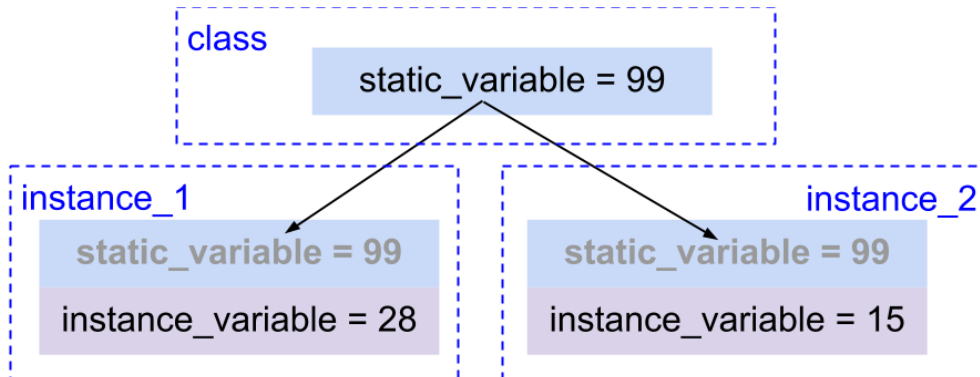 class
static_variable = 99
instance_1
static_variable = 99
instance_variable = 28
instance_2
static_variable = 99
instance_variable = 15